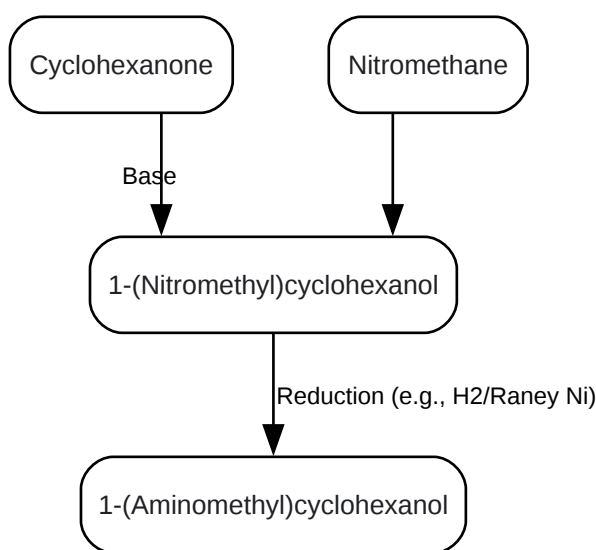 Cyclohexanone
Nitromethane
Base
1-(Nitromethyl)cyclohexanol
Reduction (e.g., H2/Raney Ni)
1-(Aminomethyl)cyclohexanol